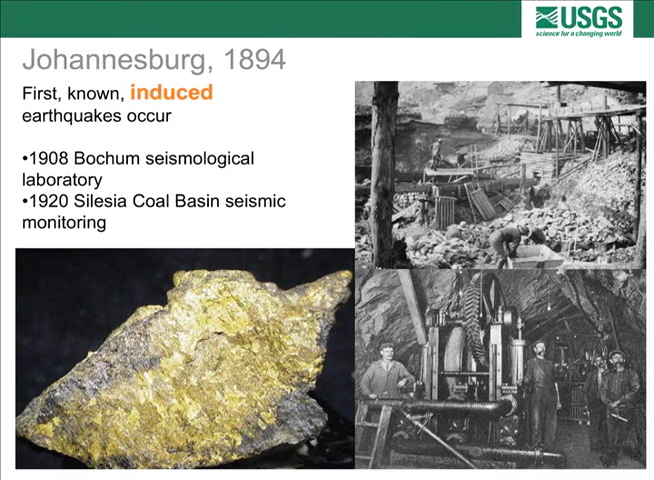 USGS
science for a changing world
Johannesburg, 1894
First, known, induced
earthquakes occur
•1908 Bochum seismological
laboratory
•1920 Silesia Coal Basin seismic
monitoring